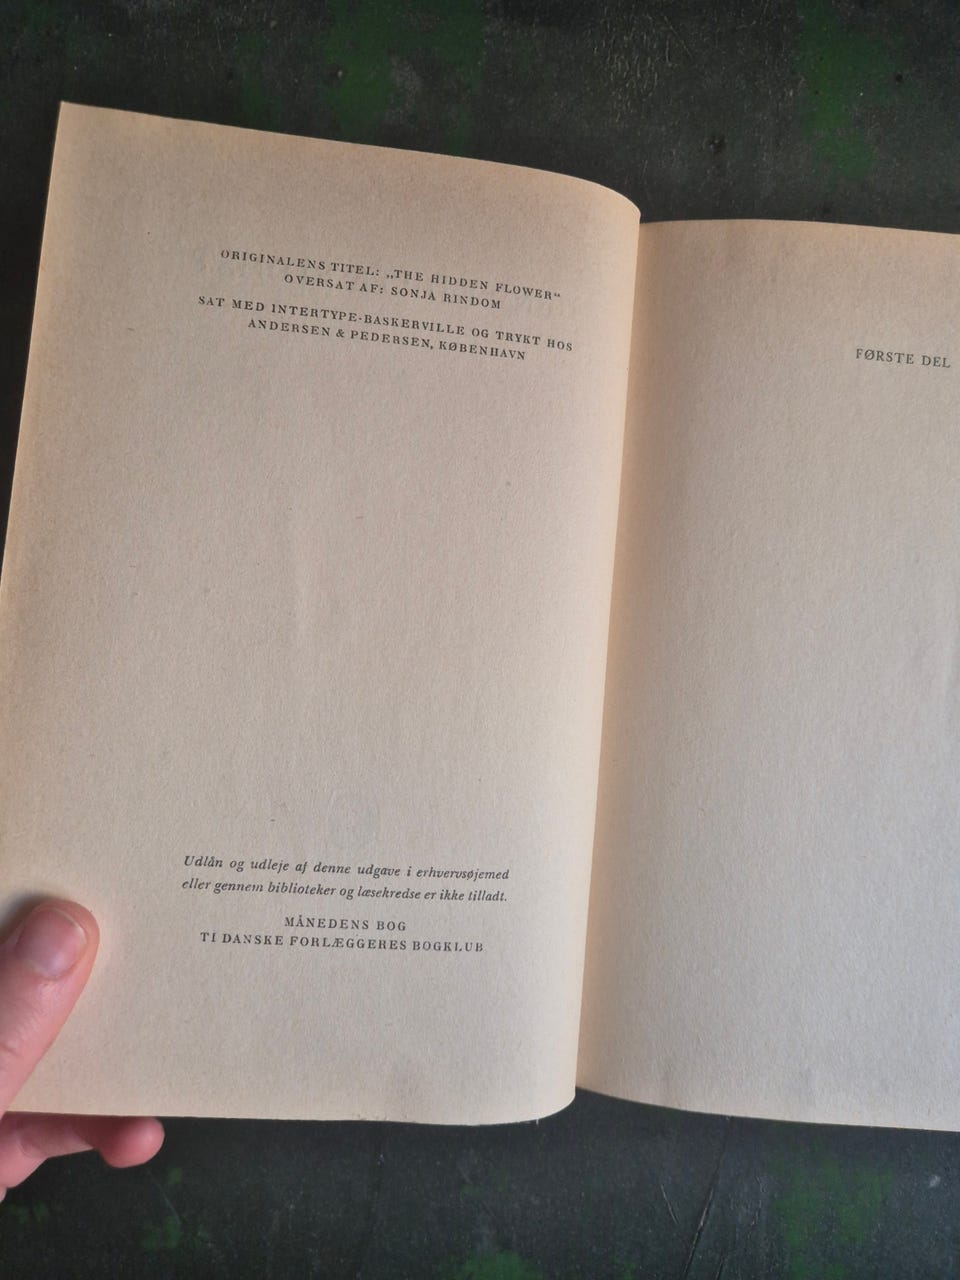 ORIGINALENS TITEL: „THE HIDDEN FLOWER“
OVERSAT AF: SONJA RINDOM
SAT MED INTERTYPE-BASKERVILLE OG TRYKT HOS
ANDERSEN & PEDERSEN, KØBENHAVN
Udlån og udleje af denne udgave i erhvervsøjemed
eller gennem biblioteker og læsekredse er ikke tilladt.
MÅNEDENS BOG
TI DANSKE FORLÆGGERES BOGKLUB
FØRSTE DEL